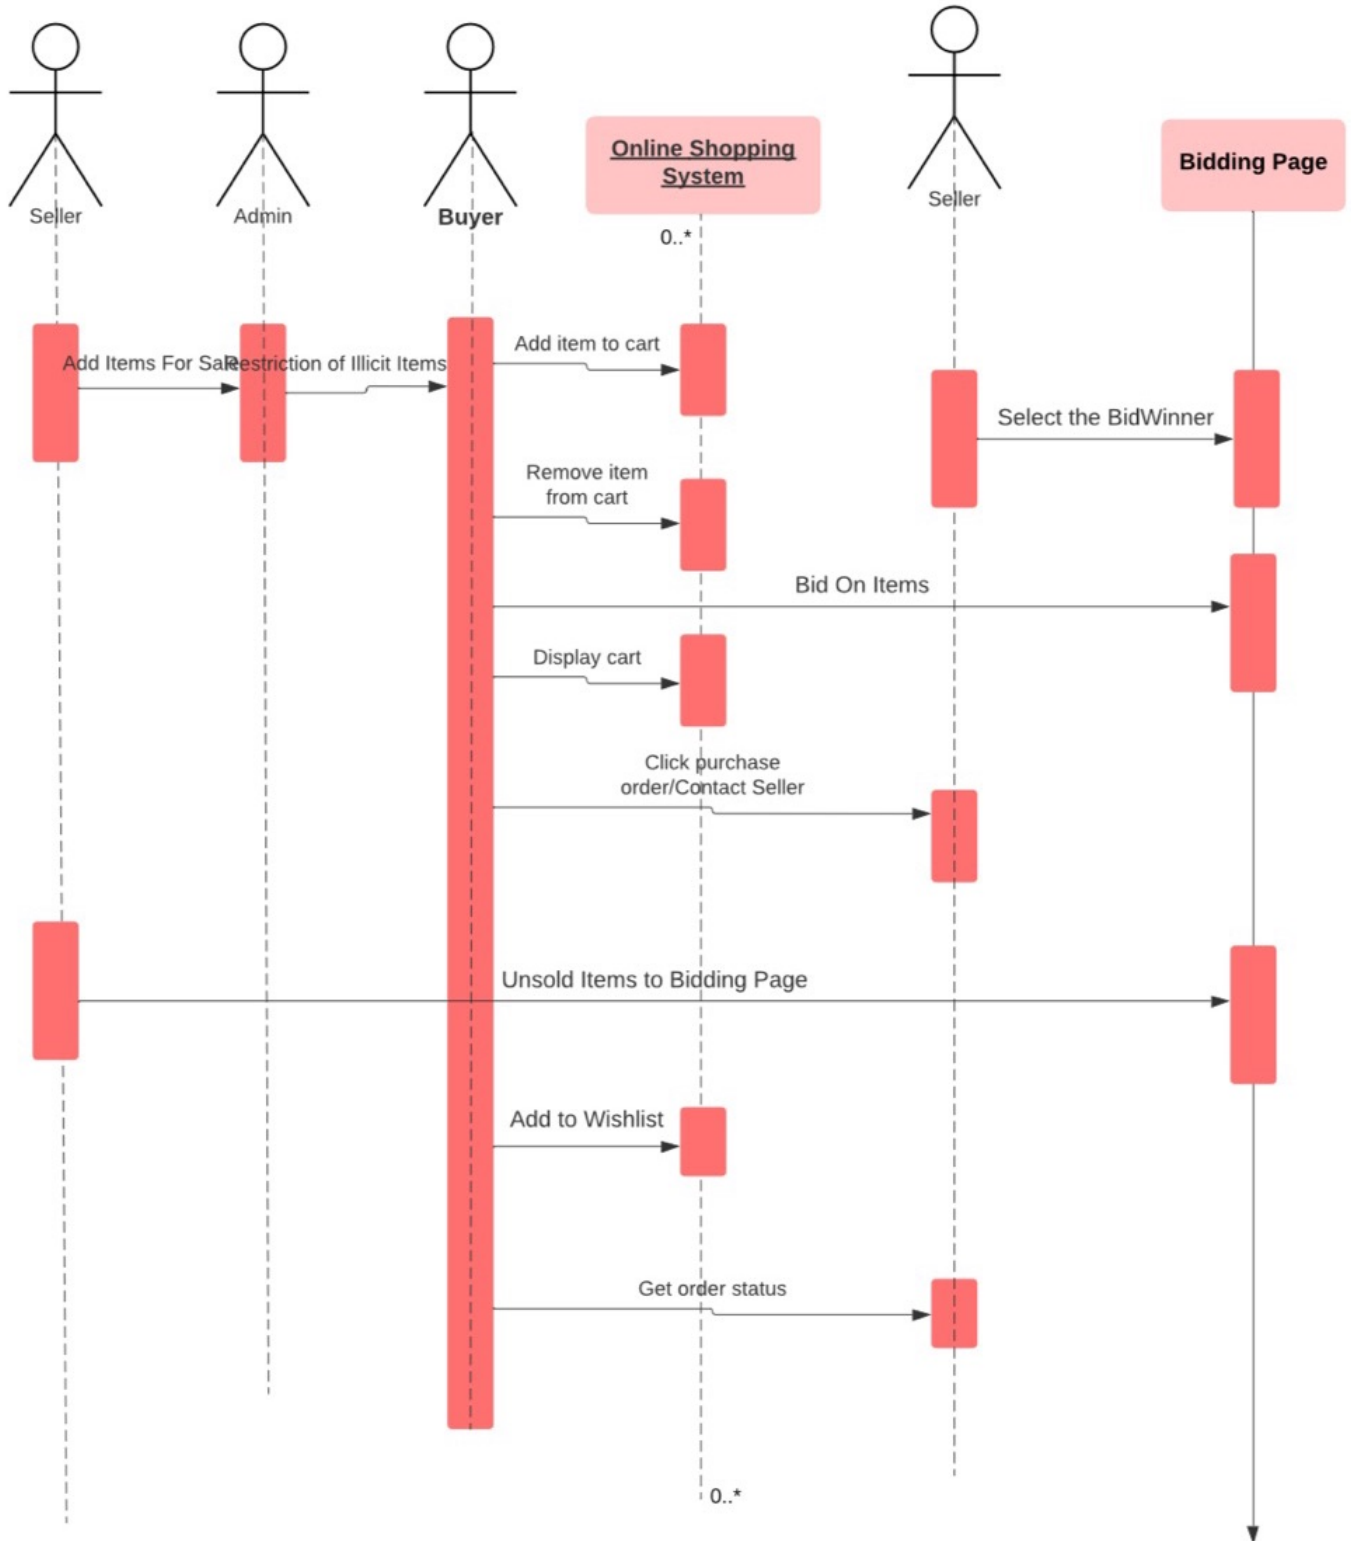 Seller
Admin
Buyer
Online Shopping
System
Seller
Bidding Page
0..*
Add Items For Sale
Restriction of Illicit Items
Add item to cart
Select the BidWinner
Remove item
from cart
Bid On Items
Display cart
Click purchase
order/Contact Seller
Unsold Items to Bidding Page
Add to Wishlist
Get order status
0..*